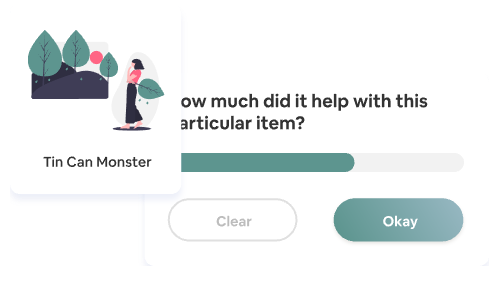 Tin Can Monster
ow much did it help with this
articular item?
Clear
Okay